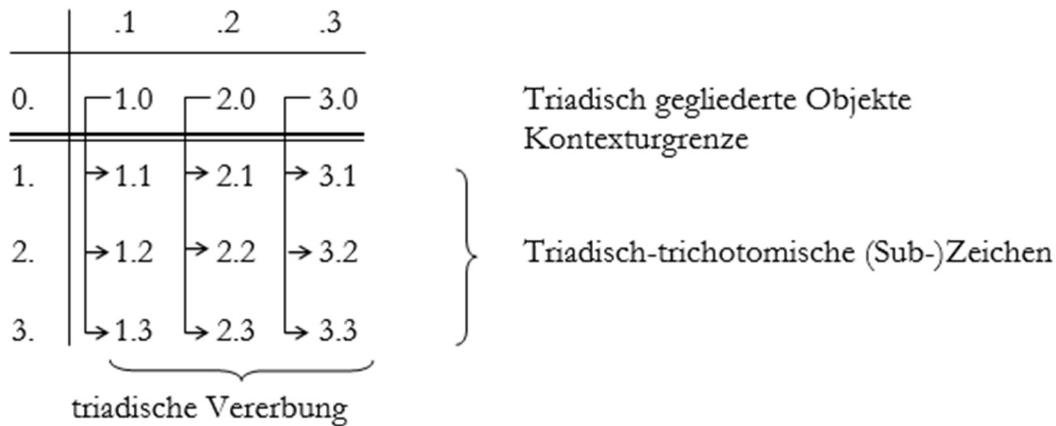 .1 .2 .3
0. 1.0 2.0 3.0 Triadisch gegliederte Objekte
Kontexturgrenze
1. 1.1 2.1 3.1
2. 1.2 2.2 3.2 Triadisch-trichotomische (Sub-)Zeichen
3. 1.3 2.3 3.3
triadische Vererbung